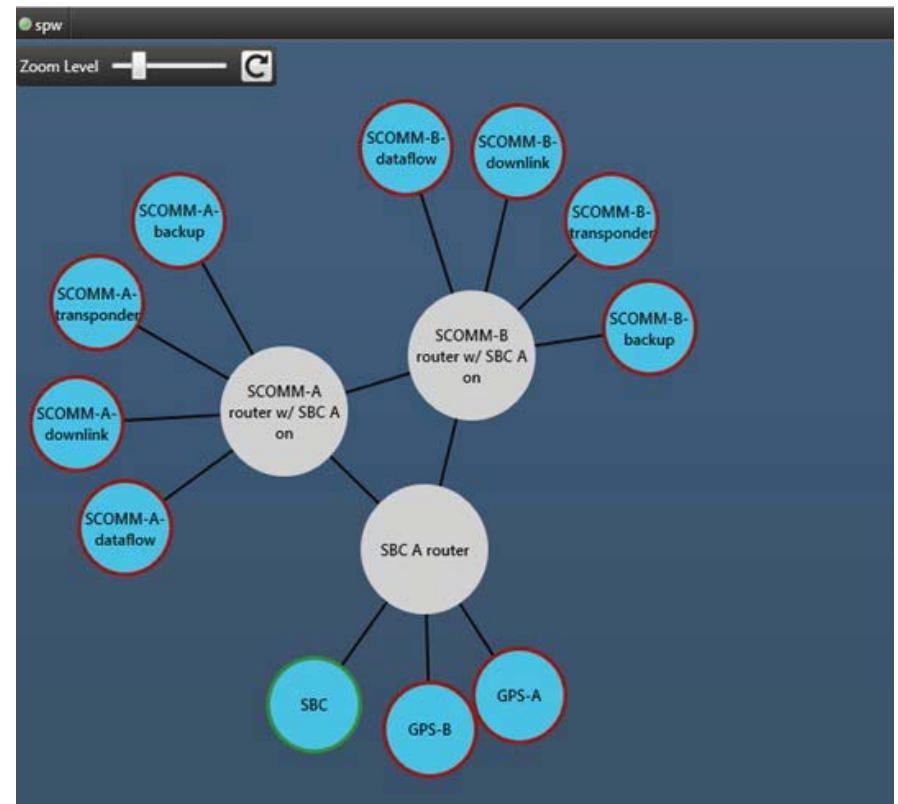 spw
Zoom Level
SCOMM-B-
dataflow
SCOMM-B-
downlink
SCOMM-A-
backup
SCOMM-B-
transponder
SCOMM-A-
transponder
SCOMM-B-
backup
SCOMM-B
router w/ SBC A
on
SCOMM-A
router w/ SBC A
on
SCOMM-A-
downlink
SCOMM-A-
dataflow
SBC A router
SBC
GPS-B
GPS-A